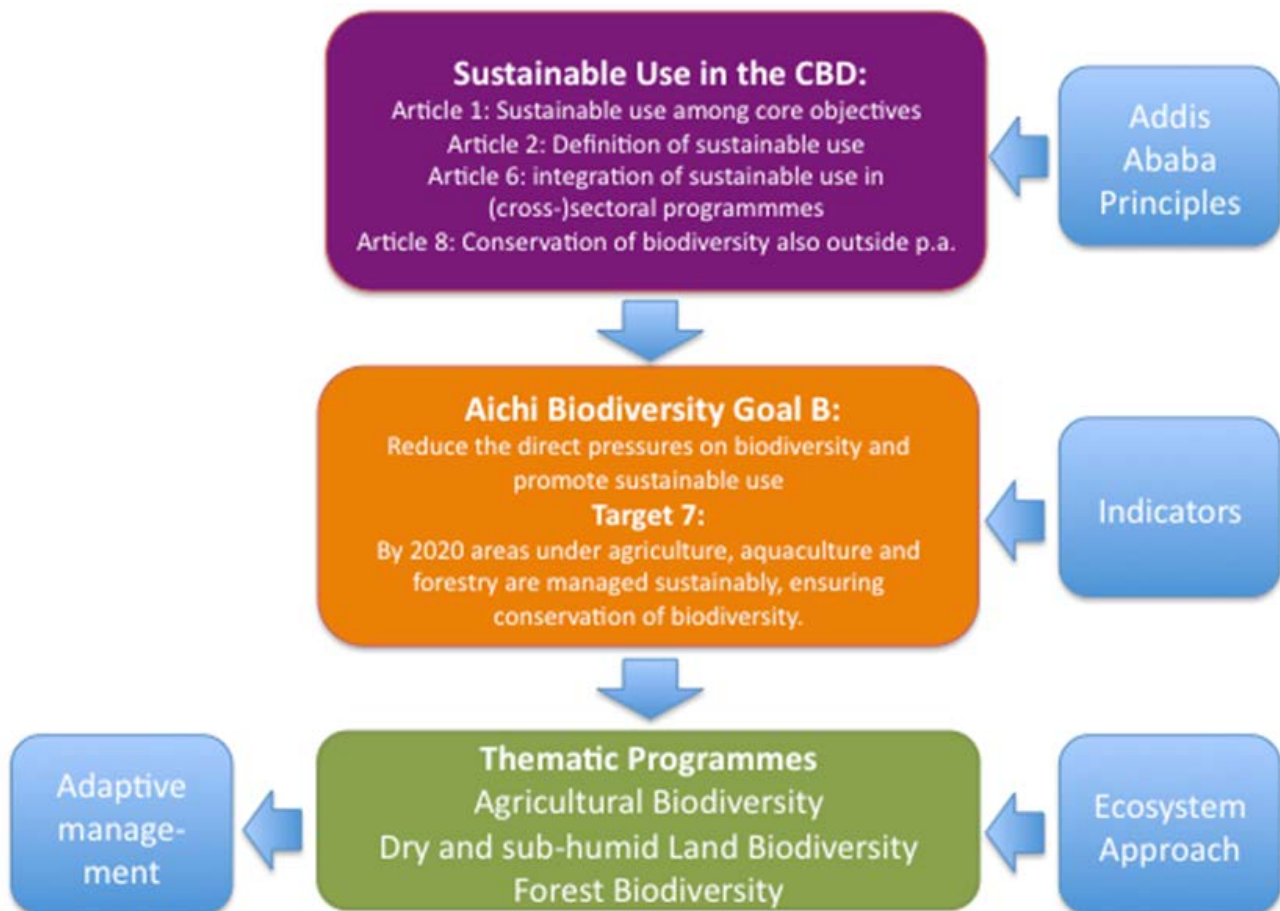 Sustainable Use in the CBD:
Article 1: Sustainable use among core objectives
Article 2: Definition of sustainable use
Article 6: integration of sustainable use in
(cross-)sectoral programmmes
Article 8: Conservation of biodiversity also outside p.a.
Addis
Ababa
Principles
Aichi Biodiversity Goal B:
Reduce the direct pressures on biodiversity and
promote sustainable use
Target 7:
By 2020 areas under agriculture, aquaculture and
forestry are managed sustainably, ensuring
conservation of biodiversity.
Indicators
Adaptive
manage-
ment
Thematic Programmes
Agricultural Biodiversity
Dry and sub-humid Land Biodiversity
Forest Biodiversity
Ecosystem
Approach